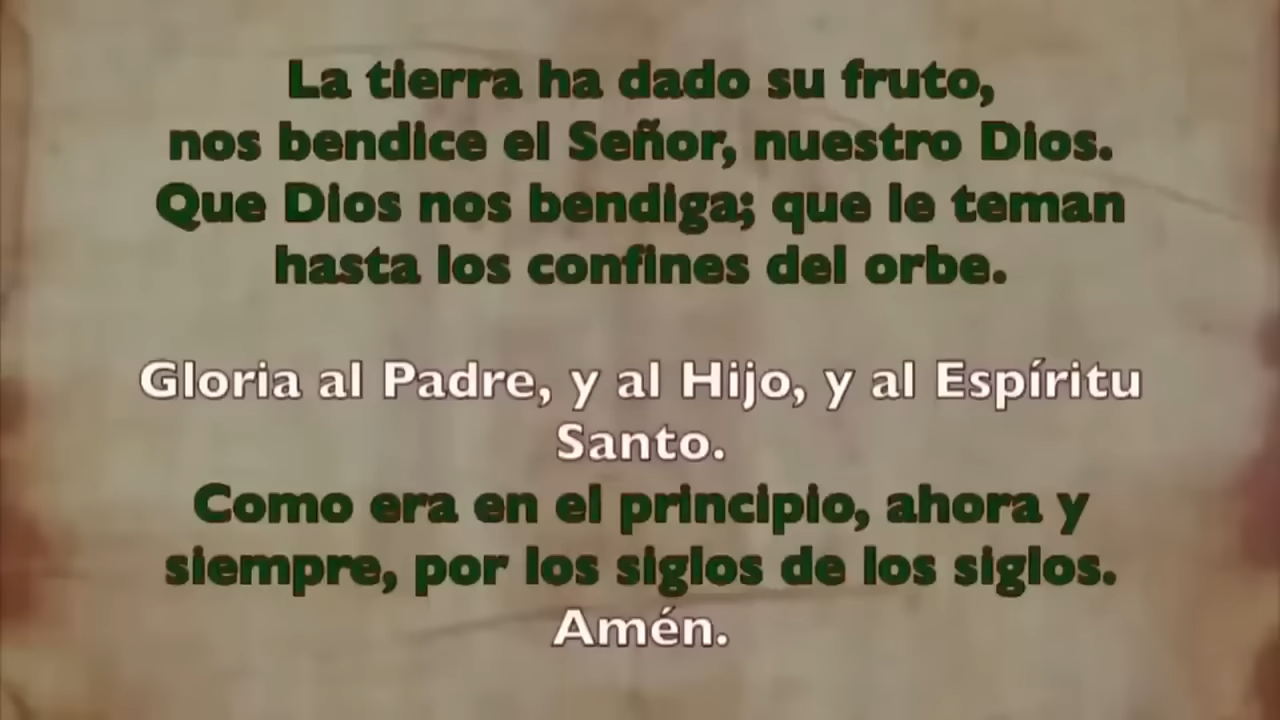 La tierra ha dado su fruto,
nos bendice el Señor, nuestro Dios.
Que Dios nos bendiga; que le teman
hasta los confines del orbe.
Gloria al Padre, y al Hijo, y al Espíritu
Santo.
Como era en el principio, ahora y
siempre, por los siglos de los siglos.
Amén.